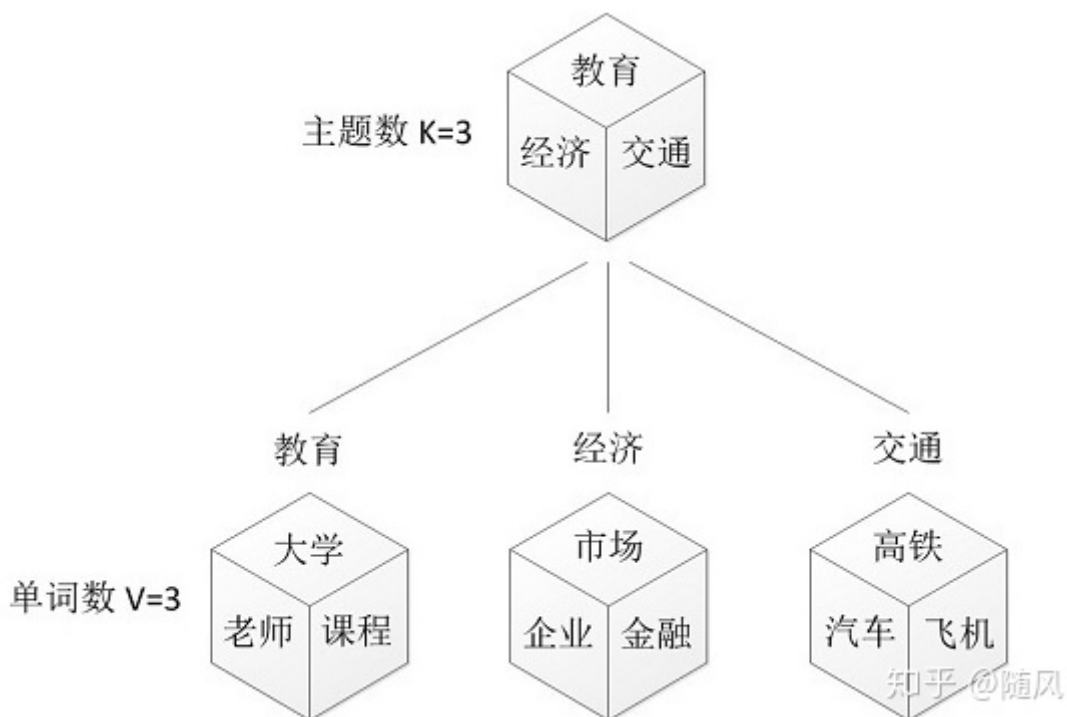 教育
主题数 K=3
经济 交通
教育 经济 交通
大学 市场 高铁
单词数 V=3
老师 课程 企业 金融 汽车 飞机
知乎 @随风